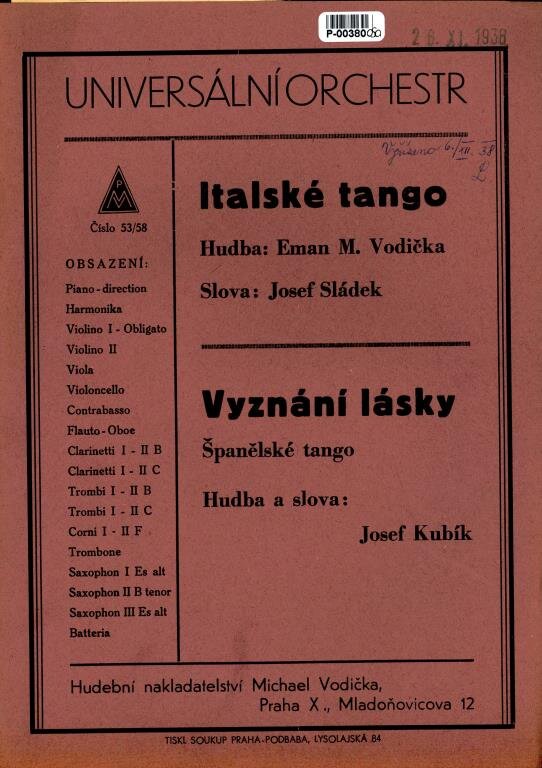 P-00380
26. XI. 1938
UNIVERSÁLNÍ ORCHESTR
Vyřízeno 6./III. 38
P
M
Číslo 53/58
Italské tango
Hudba: Eman M. Vodička
Slova: Josef Sládek
OBSAZENÍ:
Piano-direction
Harmonika
Violino I - Obligato
Violino II
Viola
Violoncello
Contrabasso
Flauto-Oboe
Clarinetti I - II B
Clarinetti I - II C
Trombi I - II B
Trombi I - II C
Corni I - II F
Trombone
Saxophon I Es alt
Saxophon II B tenor
Saxophon III Es alt
Batteria
Vyznání lásky
Španělské tango
Hudba a slova:
Josef Kubík
Hudební nakladatelství Michael Vodička,
Praha X., Mladoňovicova 12
TISKL SOUKUP PRAHA-PODBABA, LYSOLAJSKÁ 84